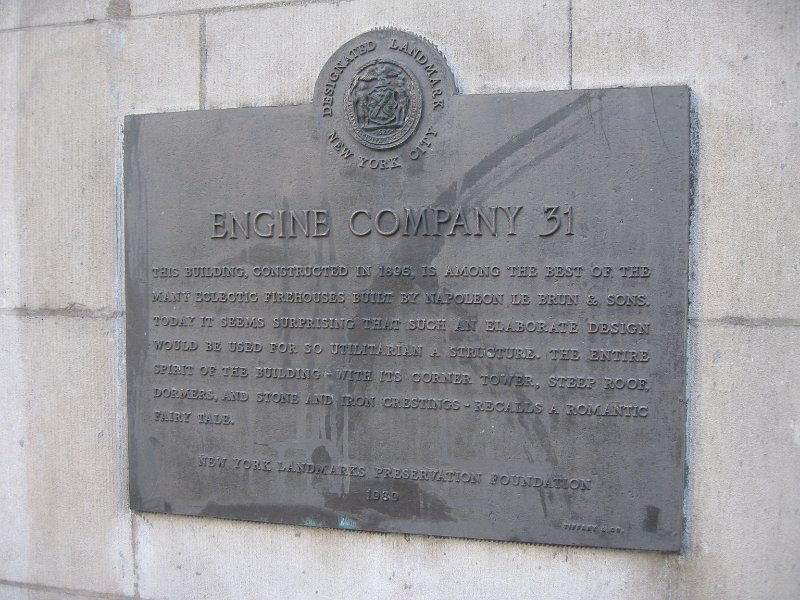 DESIGNATED LANDMARK
NEW YORK CITY
ENGINE COMPANY 31
THIS BUILDING, CONSTRUCTED IN 1895, IS AMONG THE BEST OF THE
MANY ECLECTIC FIREHOUSES BUILT BY NAPOLEON LE BRUN & SONS.
TODAY IT SEEMS SURPRISING THAT SUCH AN ELABORATE DESIGN
WOULD BE USED FOR SO UTILITARIAN A STRUCTURE. THE ENTIRE
SPIRIT OF THE BUILDING - WITH ITS CORNER TOWER, STEEP ROOF,
DORMERS, AND STONE AND IRON CRESTINGS - RECALLS A ROMANTIC
FAIRY TALE.
NEW YORK LANDMARKS PRESERVATION FOUNDATION
1989
TIFFANY & CO.